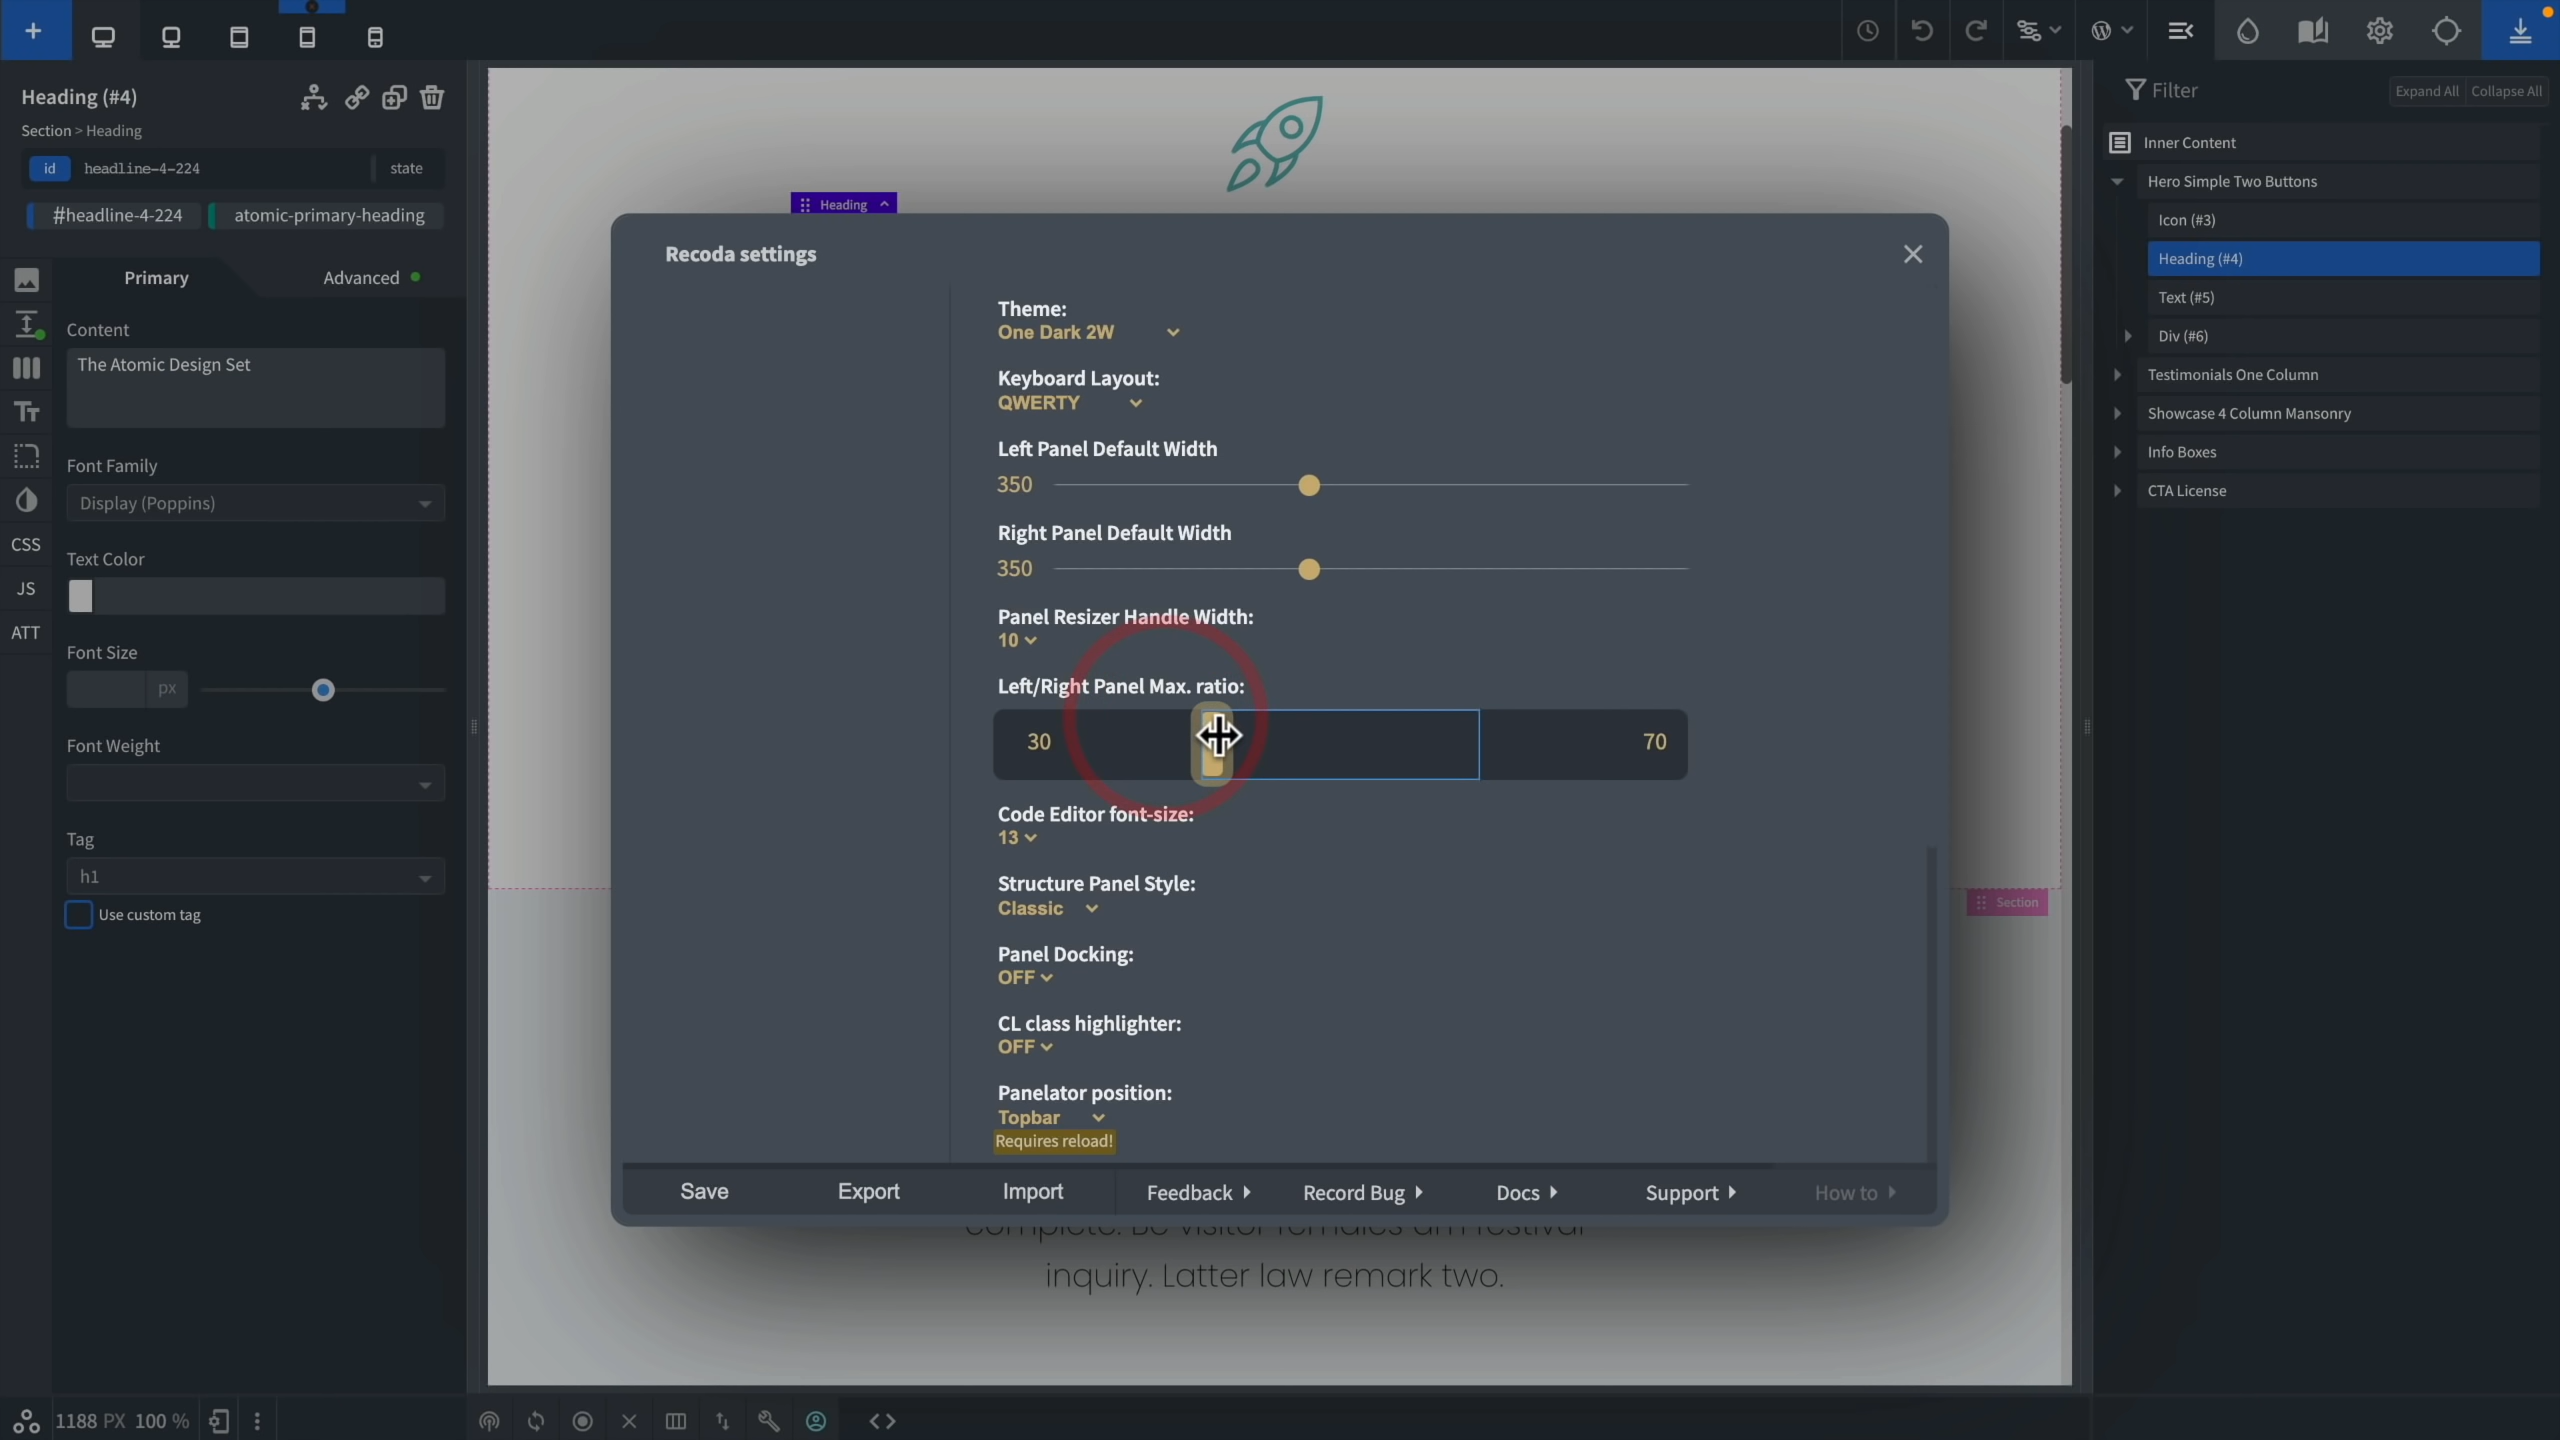 Heading (#4)
Section > Heading
id headline-4-224 state
#headline-4-224 atomic-primary-heading
Primary Advanced
Content
The Atomic Design Set
Font Family
Display (Poppins)
CSS
Text Color
JS
ATT
Font Size
px
Font Weight
Tag
h1
Use custom tag
1188 PX 100 %
Heading
Recoda settings
Theme:
One Dark 2W
Keyboard Layout:
QWERTY
Left Panel Default Width
350
Right Panel Default Width
350
Panel Resizer Handle Width:
10
Left/Right Panel Max. ratio:
30 70
Code Editor font-size:
13
Structure Panel Style:
Classic
Panel Docking:
OFF
CL class highlighter:
OFF
Panelator position:
Topbar
Requires reload!
Save Export Import Feedback Record Bug Docs Support How to
inquiry. Latter law remark two.
Section
Filter Expand All Collapse All
Inner Content
Hero Simple Two Buttons
Icon (#3)
Heading (#4)
Text (#5)
Div (#6)
Testimonials One Column
Showcase 4 Column Mansonry
Info Boxes
CTA License